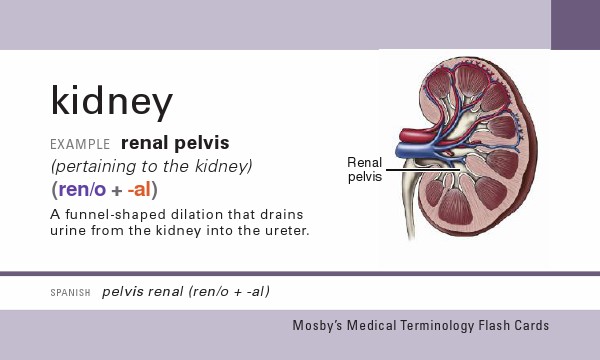 kidney
EXAMPLE renal pelvis
(pertaining to the kidney)
(ren/o + -al)
A funnel-shaped dilation that drains
urine from the kidney into the ureter.
Renal
pelvis
SPANISH pelvis renal (ren/o + -al)
Mosby's Medical Terminology Flash Cards